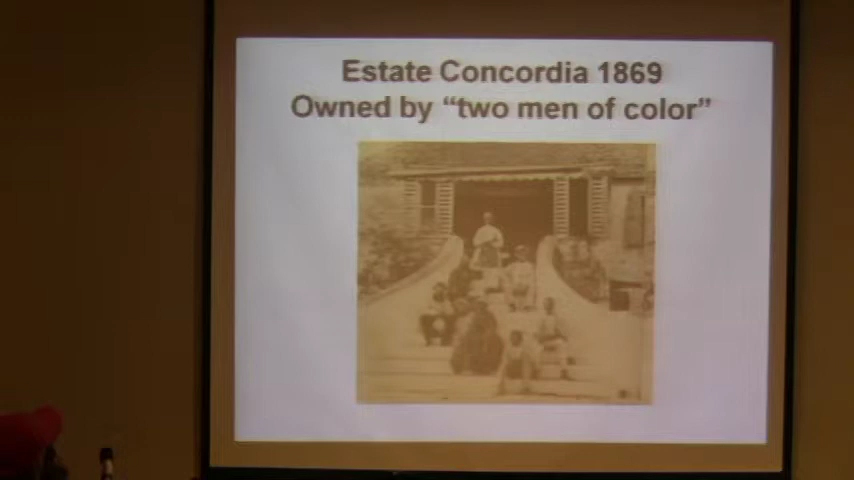 Estate Concordia 1869
Owned by “two men of color”